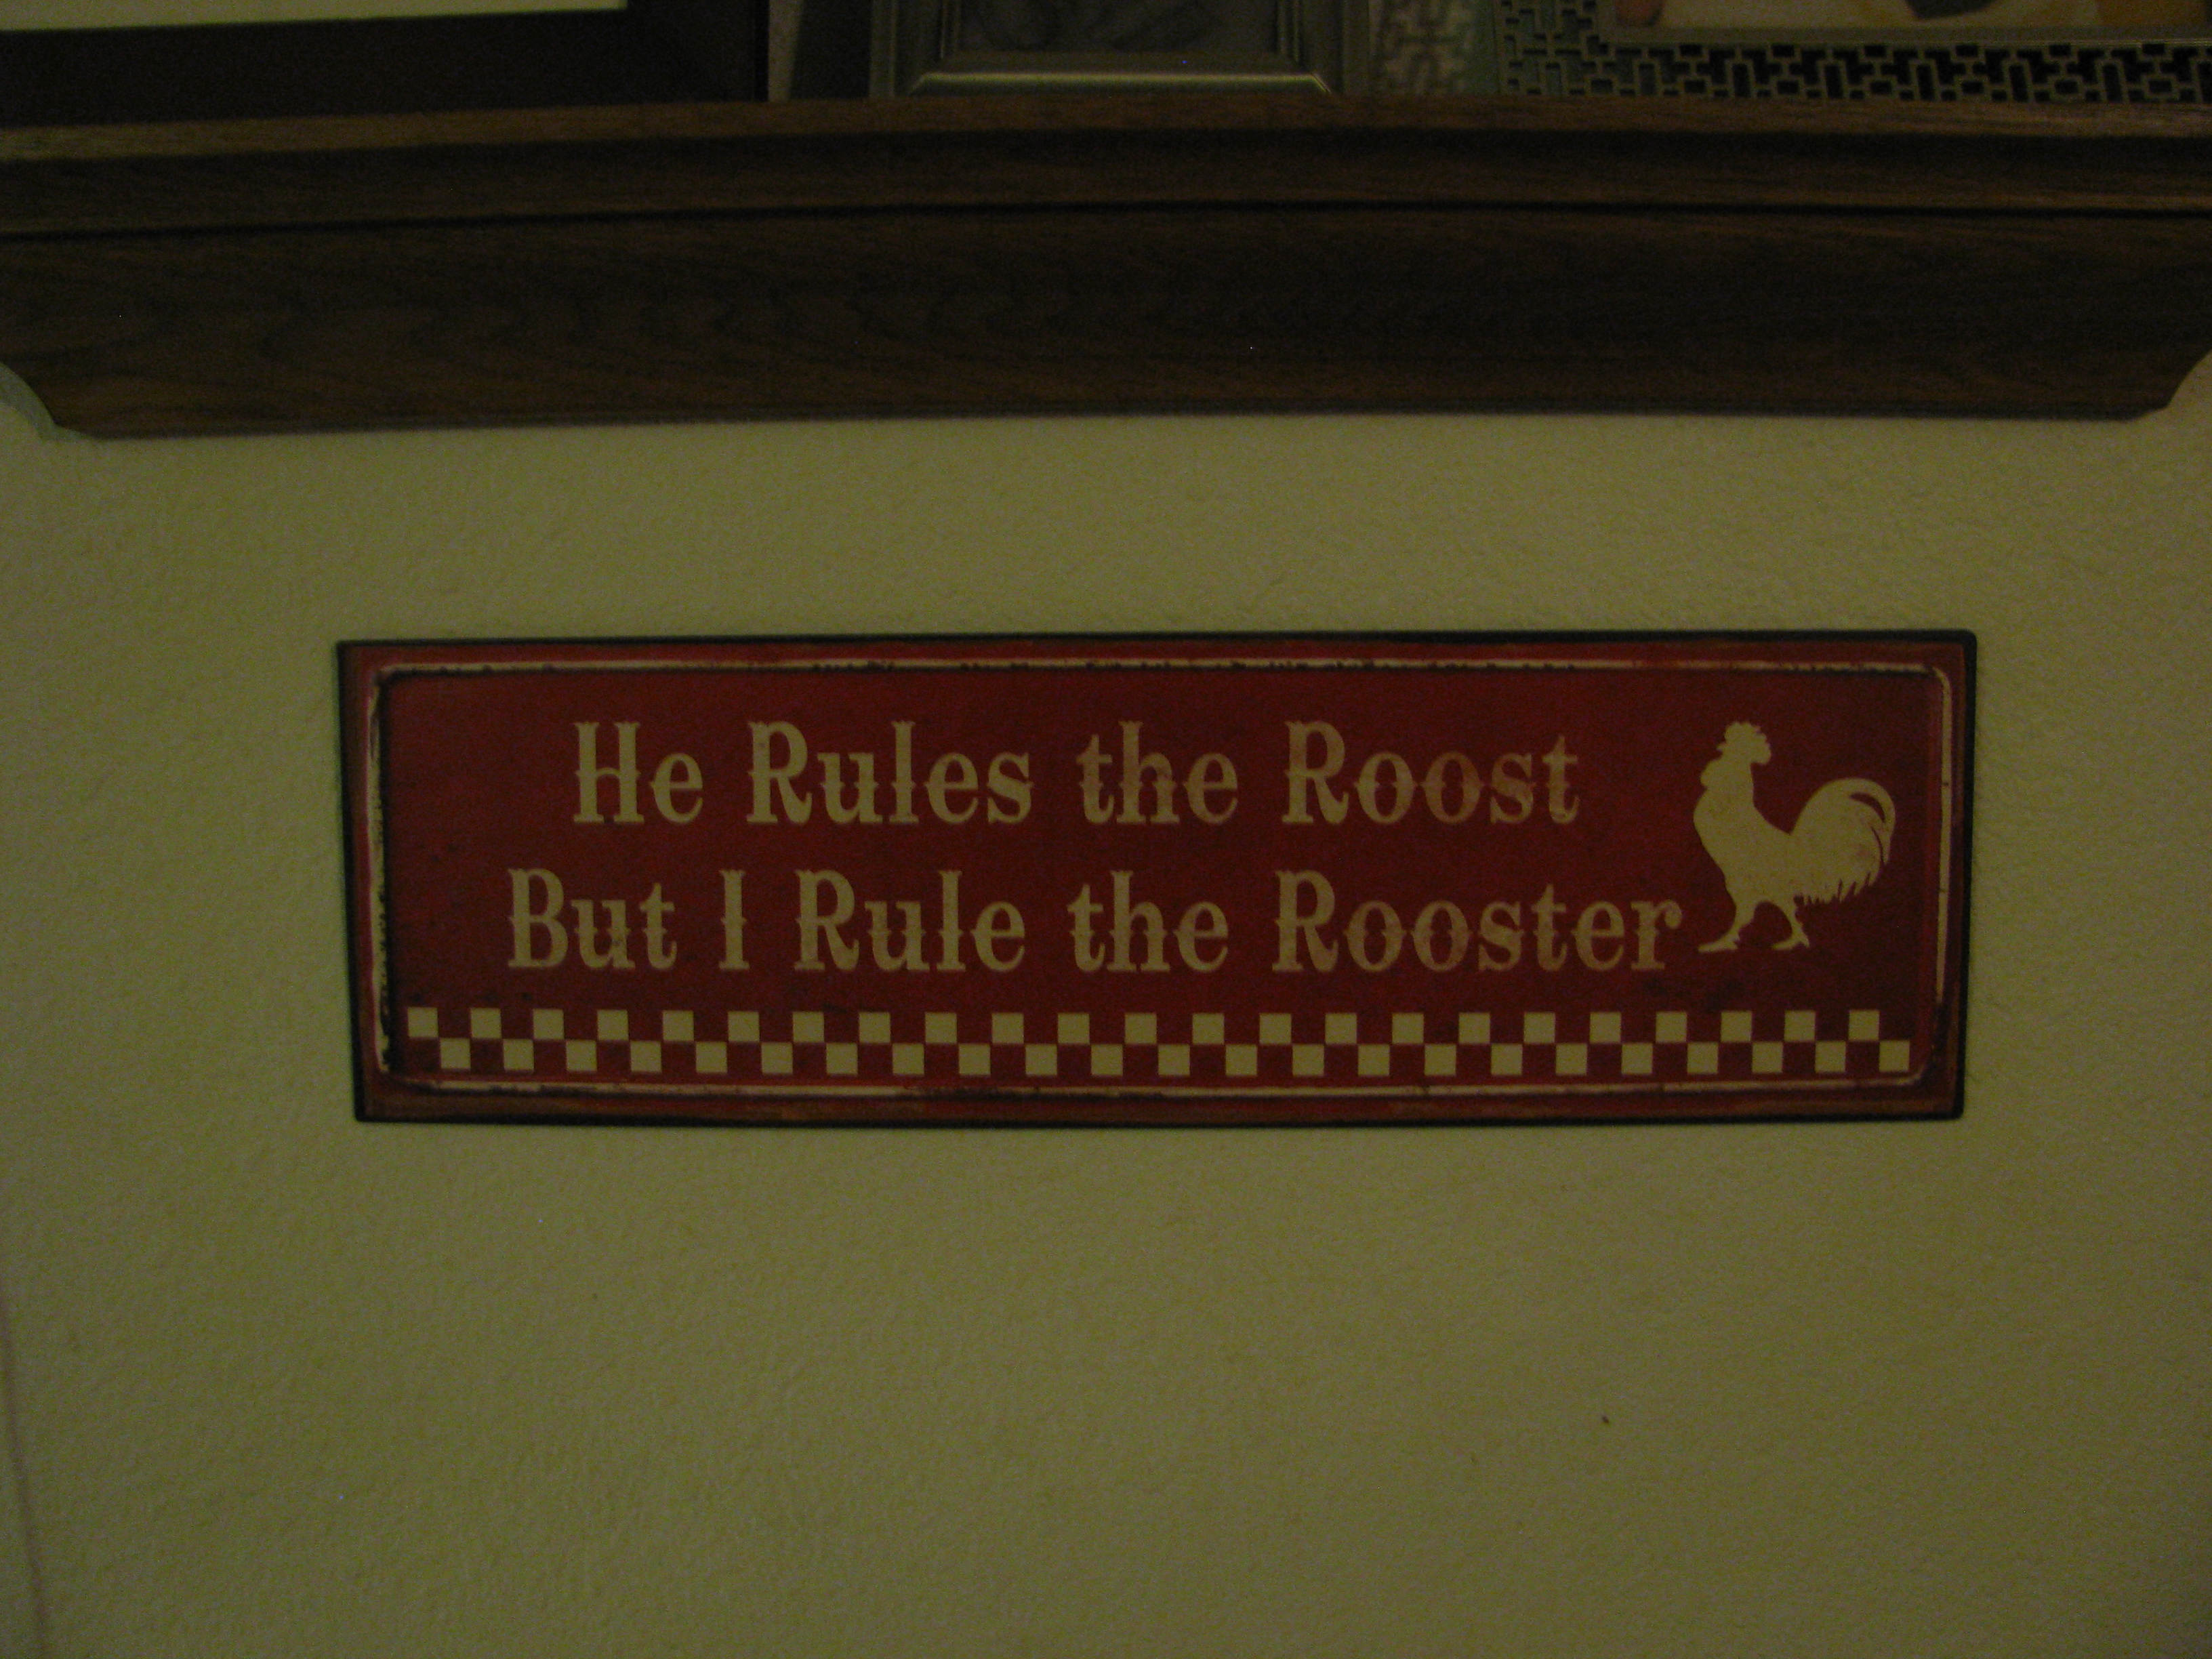 He Rules the Roost
But I Rule the Rooster